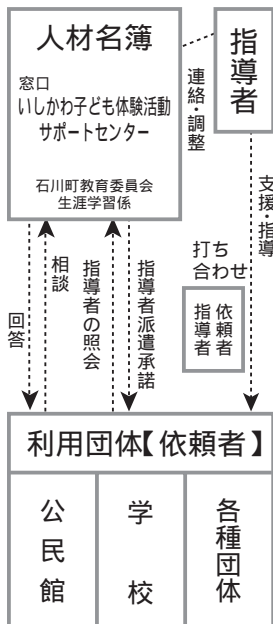 人材名簿
窓口
いしかわ子ども体験活動
サポートセンター
石川町教育委員会
生涯学習係
指導者
連絡・調整
支援・指導
打ち
合わせ
依頼者
指導者
回答
相談
指導者の照会
指導者派遣承諾
利用団体【依頼者】
公民館
学校
各種団体